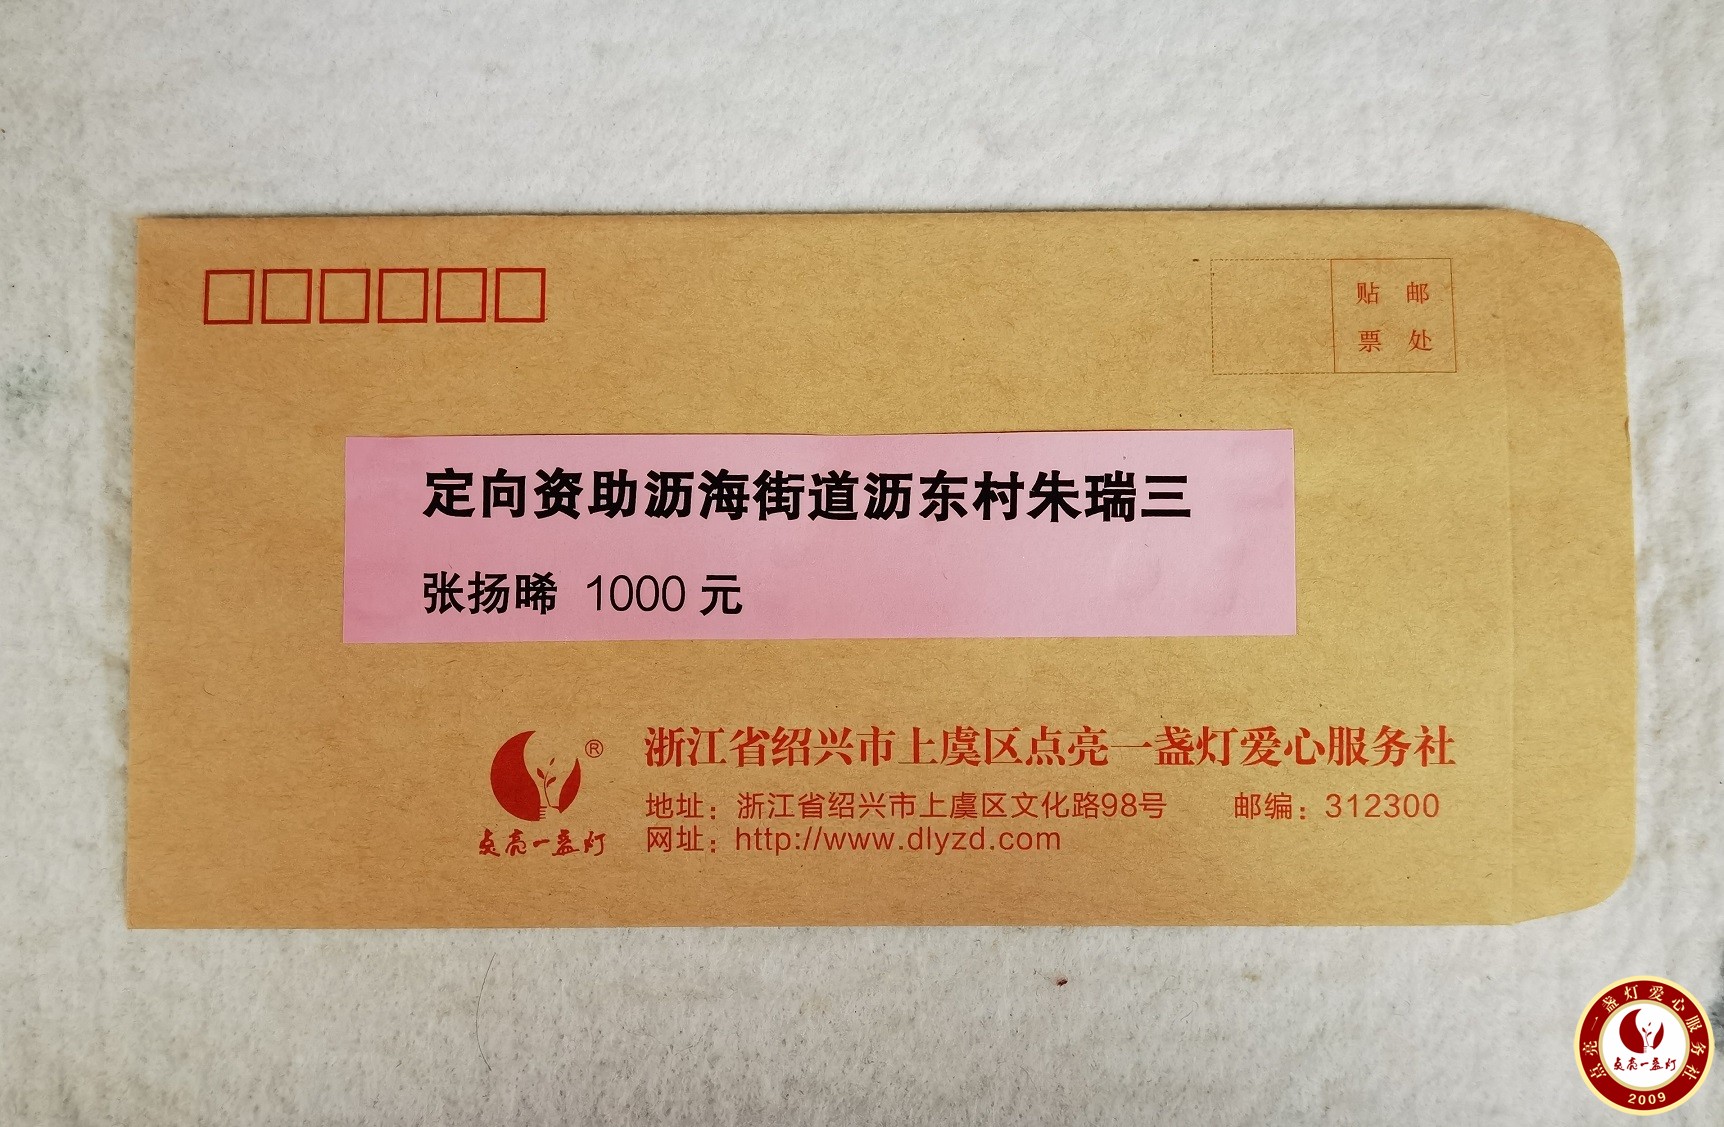 贴 邮
票 处
定向资助沥海街道沥东村朱瑞三
张扬晞 1000 元
®
浙江省绍兴市上虞区点亮一盏灯爱心服务社
地址：浙江省绍兴市上虞区文化路98号 邮编：312300
网址：http://www.dlyzd.com
点亮一盏灯
点亮一盏灯爱心服务社
点亮一盏灯
2009